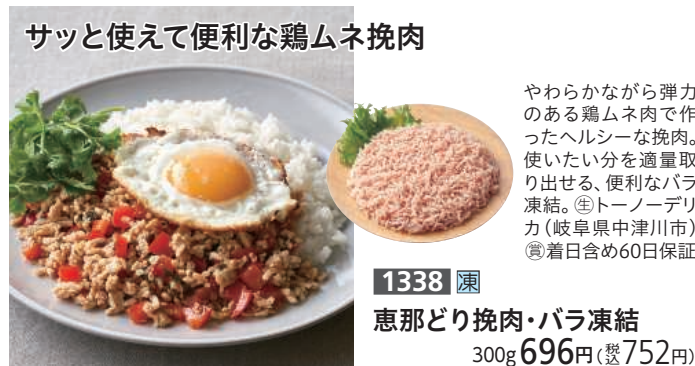 サッと使えて便利な鶏ムネ挽肉
やわらかながら弾力
のある鶏ムネ肉で作
ったヘルシーな挽肉。
使いたい分を適量取
り出せる、便利なバラ
凍結。㊓トーノーデリ
カ（岐阜県中津川市）
賞着日含め60日保証
1338 凍
恵那どり挽肉・バラ凍結
300g696円（税込752円）